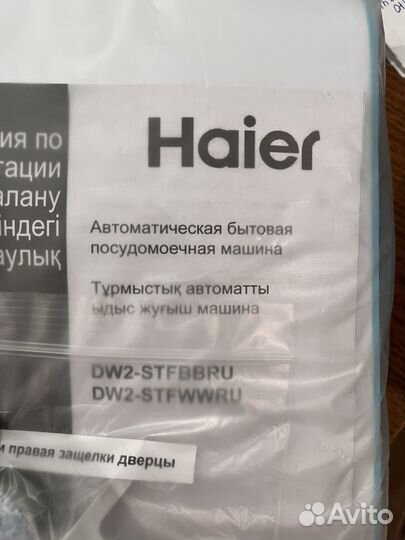 Haier
ия по
тации
алану
індегі
аулық
Автоматическая бытовая
посудомоечная машина
Тұрмыстық автоматты
ыдыс жуғыш машина
DW2-STFBBRU
DW2-STFWWRU
и правая защелки дверцы
Avito